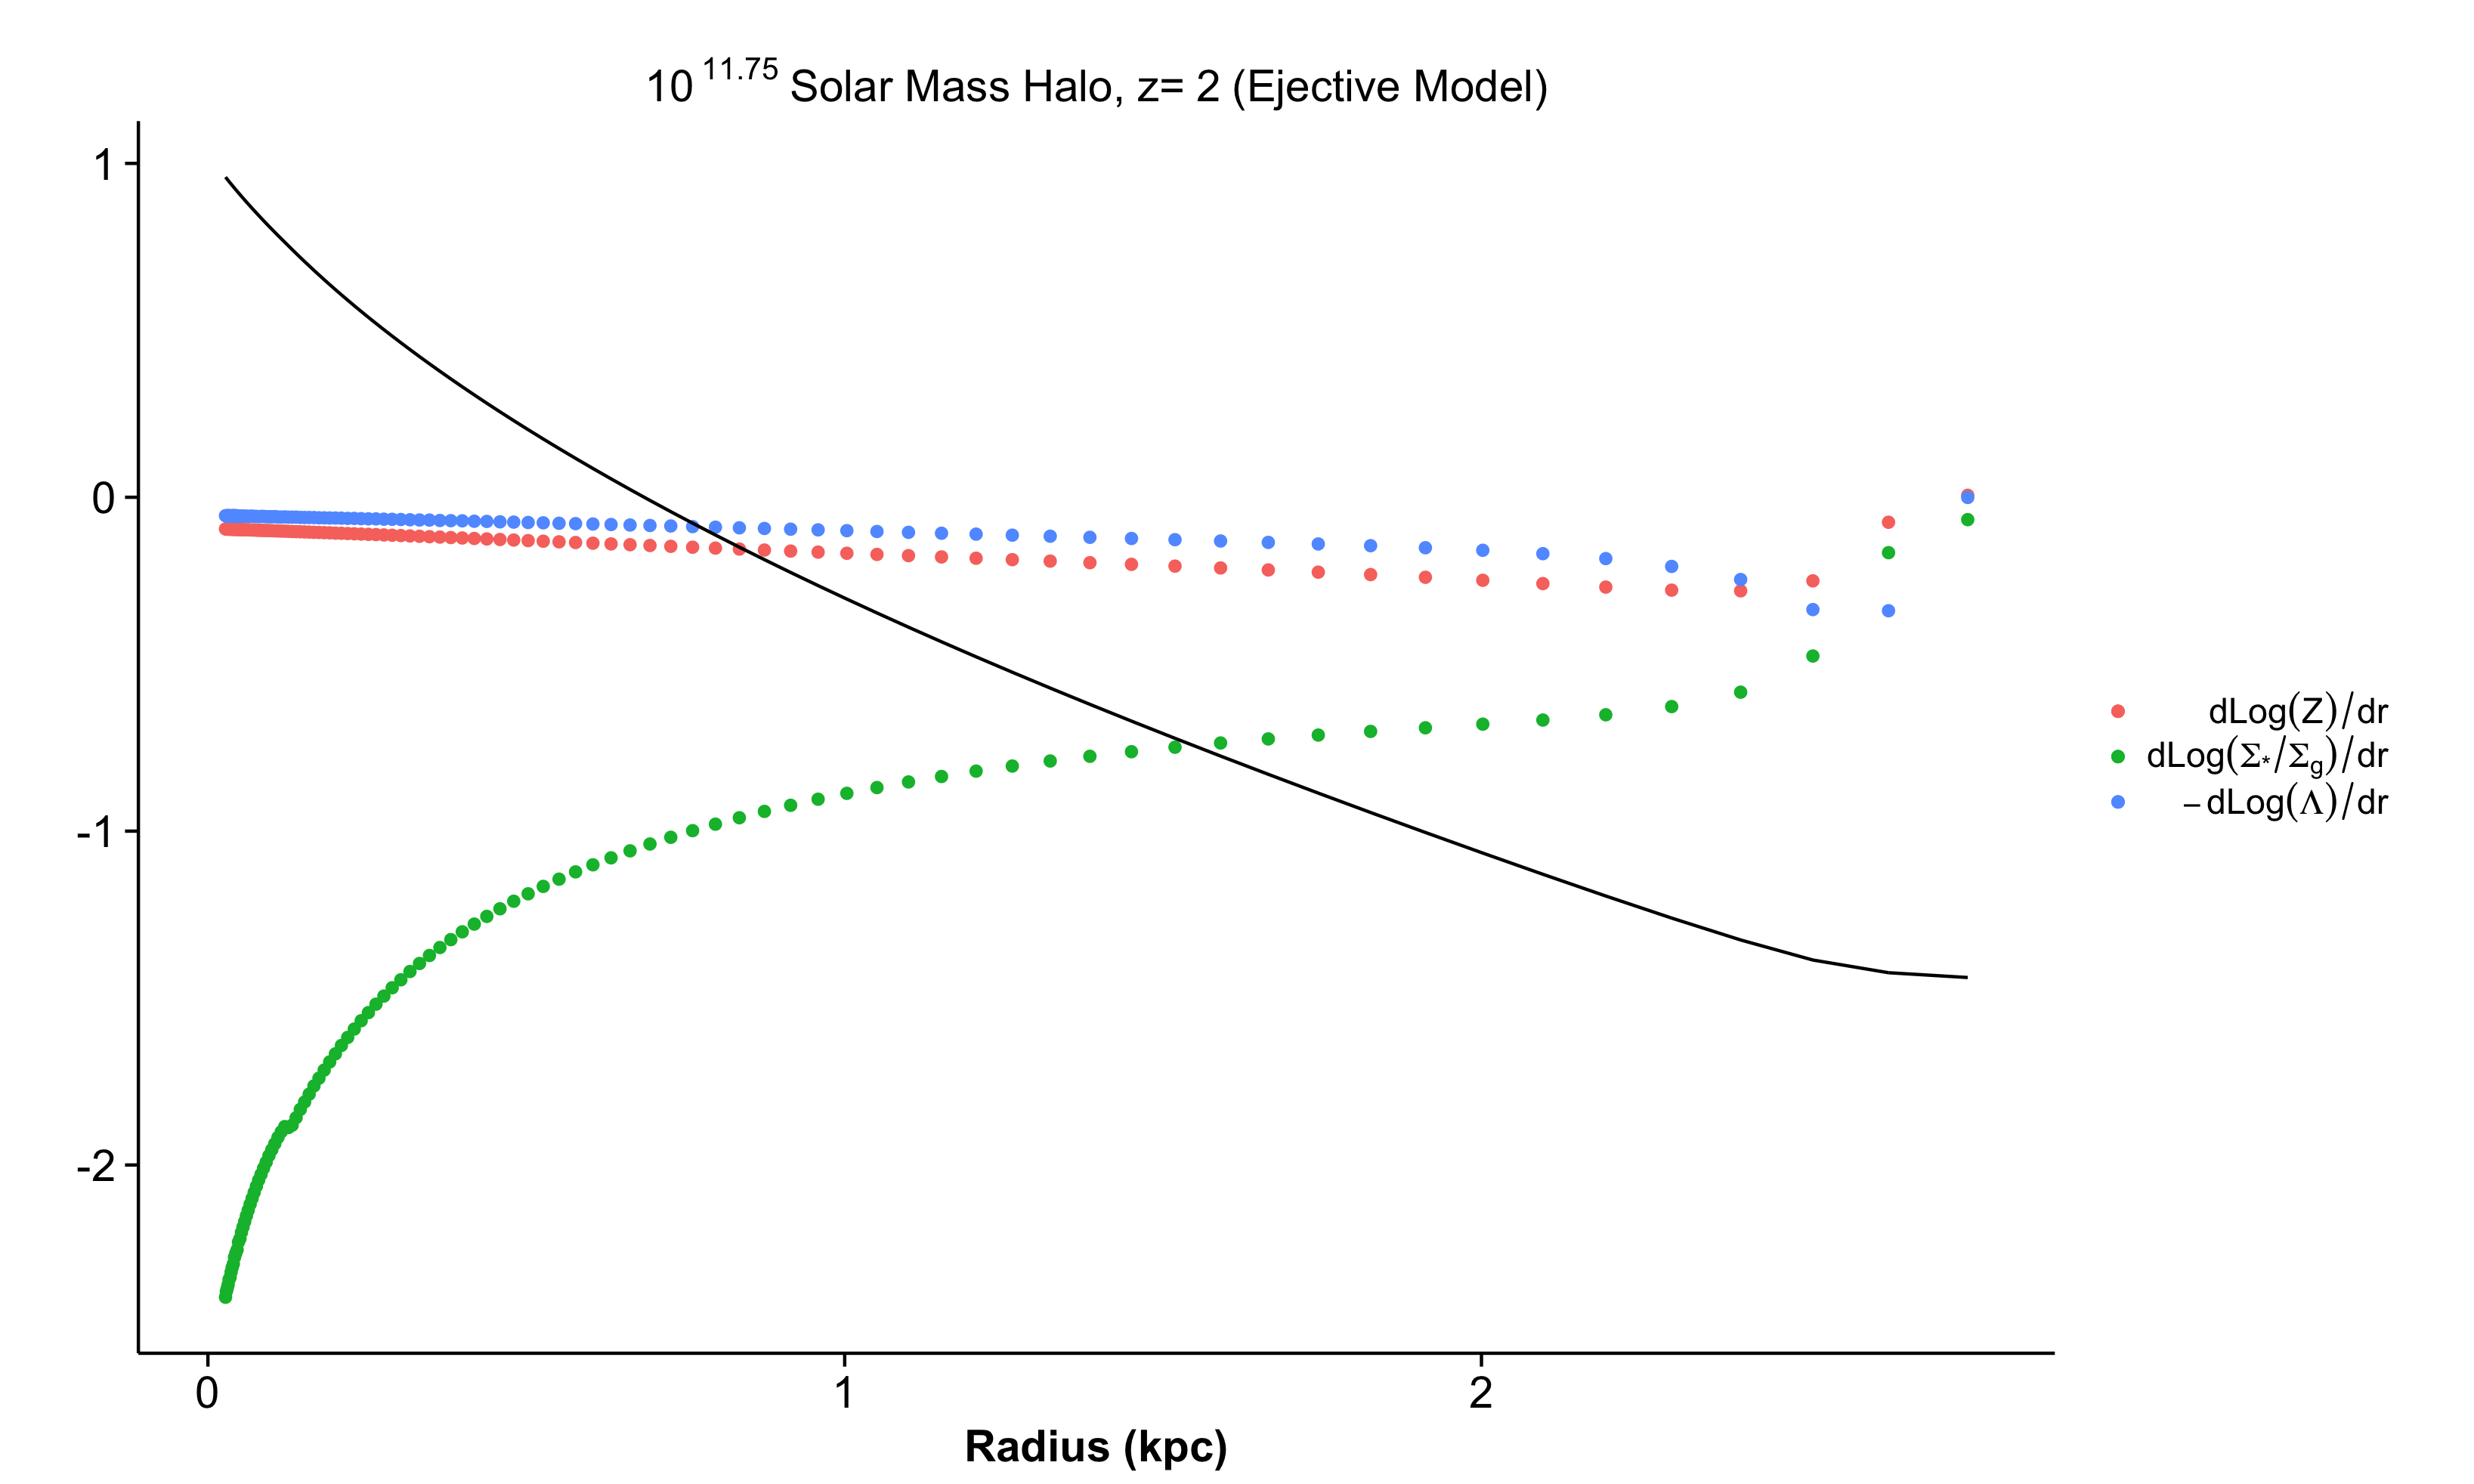 10^11.75 Solar Mass Halo, z= 2 (Ejective Model)
1
0
-1
-2
0 1 2
Radius (kpc)
dLog(Z)/dr
dLog(Σ*/Σg)/dr
−dLog(Λ)/dr